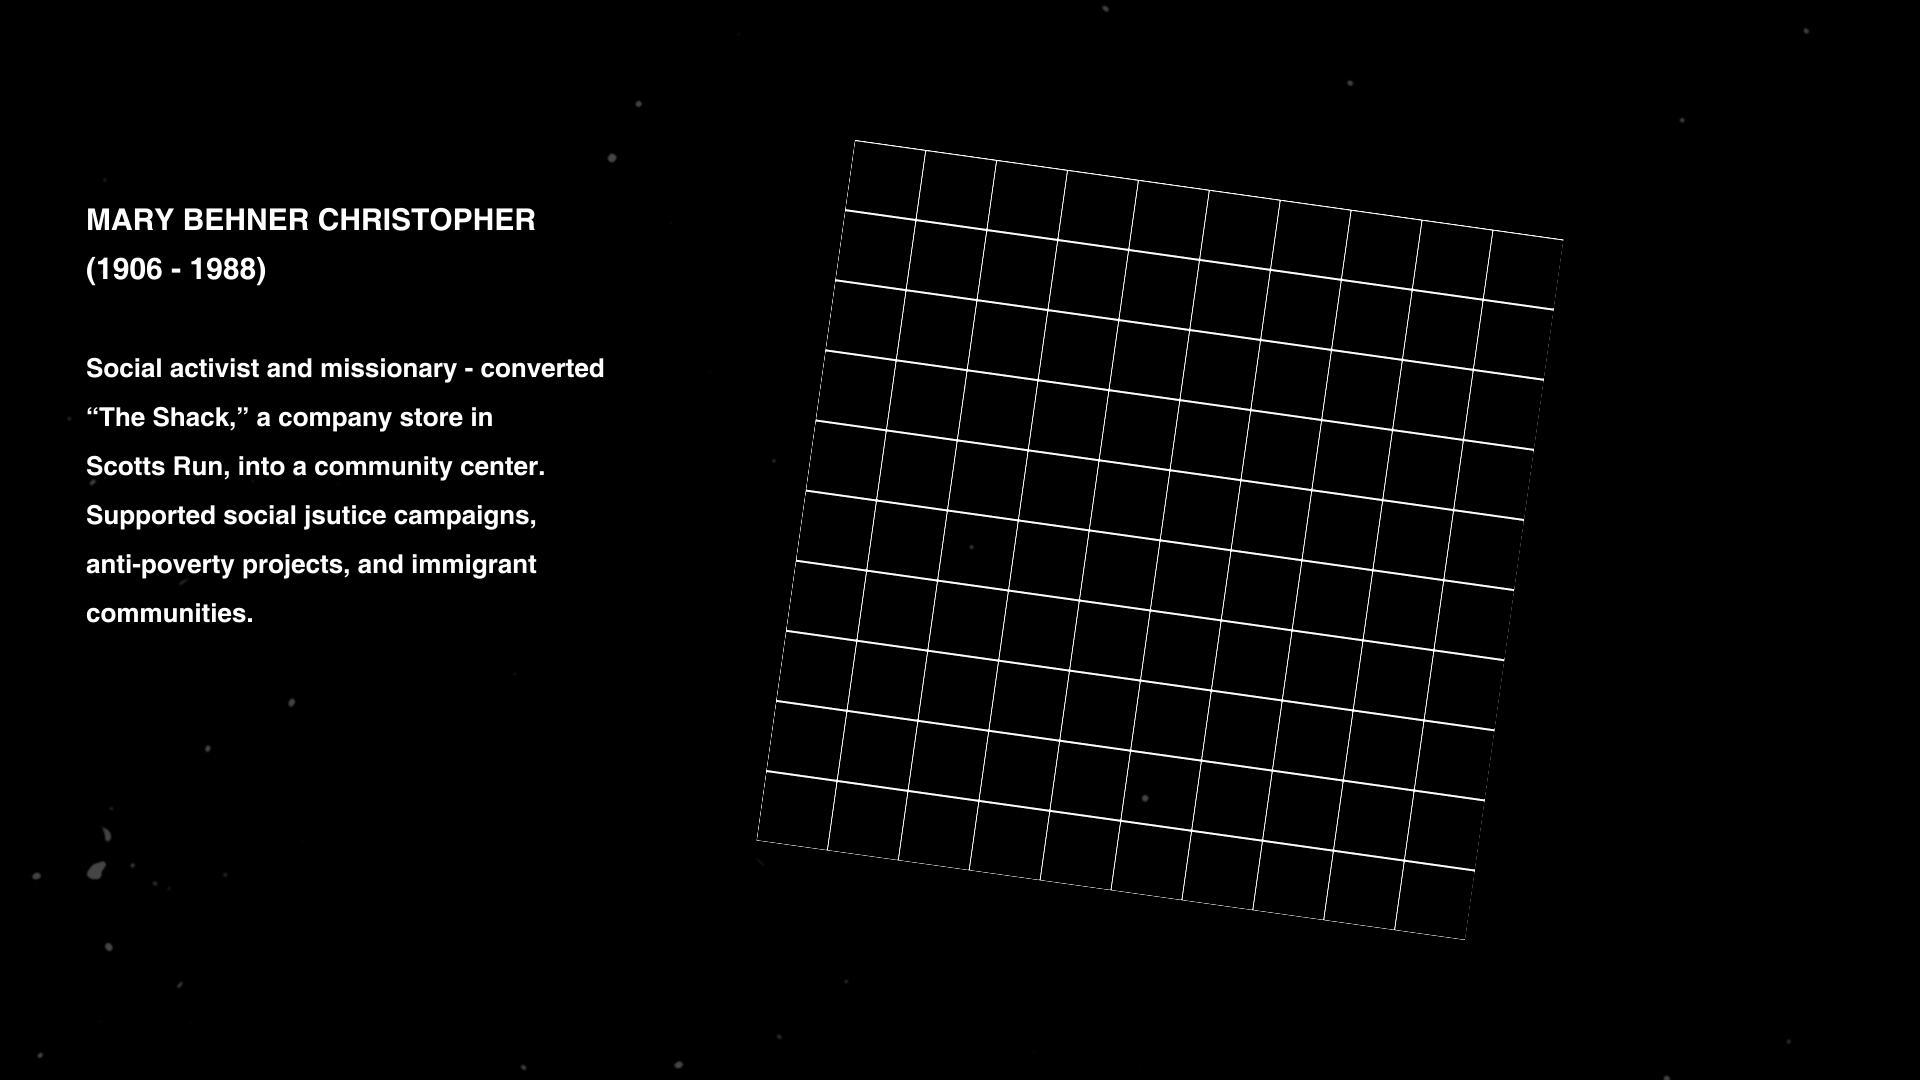 MARY BEHNER CHRISTOPHER
(1906 - 1988)
Social activist and missionary - converted
“The Shack,” a company store in
Scotts Run, into a community center.
Supported social jsutice campaigns,
anti-poverty projects, and immigrant
communities.